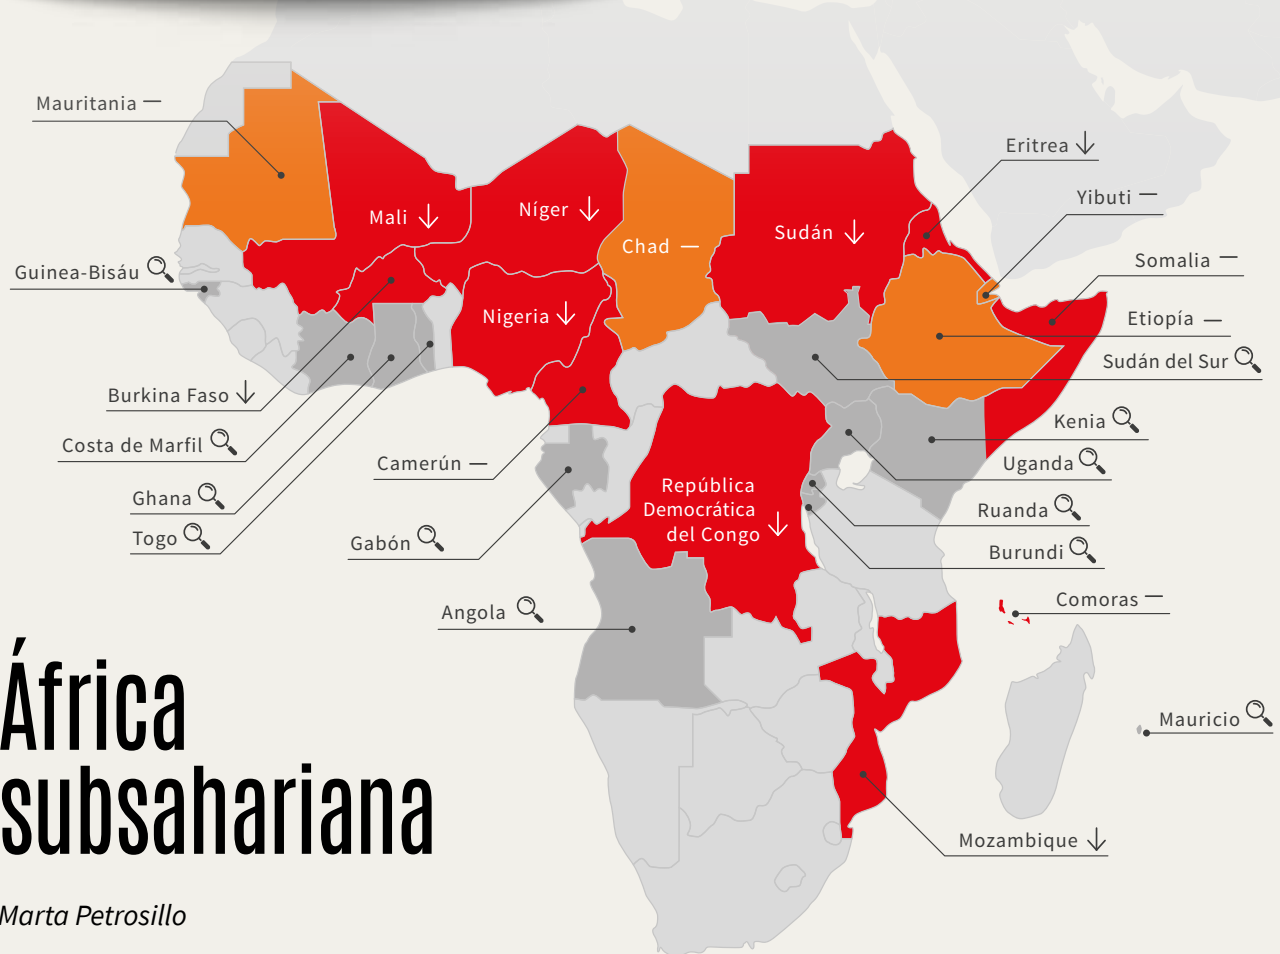 Mauritania —
Eritrea ↓
Yibuti —
Mali ↓
Níger ↓
Sudán ↓
Chad —
Somalia —
Guinea-Bisáu
Nigeria ↓
Etiopía —
Sudán del Sur
Burkina Faso ↓
Kenia
Costa de Marfil
Camerún —
Uganda
Ghana
República
Democrática
del Congo ↓
Ruanda
Togo
Gabón
Burundi
Angola
Comoras —
África
subsahariana
Mauricio
Mozambique ↓
Marta Petrosillo